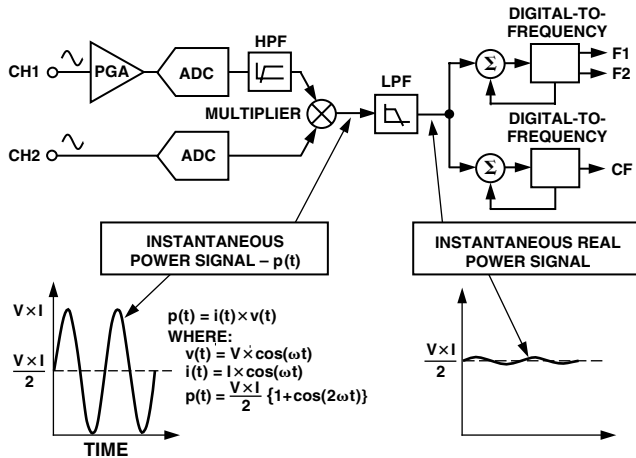 DIGITAL-TO-
FREQUENCY
HPF
F1
F2
CH1
PGA
ADC
Σ
LPF
MULTIPLIER
DIGITAL-TO-
FREQUENCY
CH2
ADC
Σ
CF
INSTANTANEOUS
POWER SIGNAL – p(t)
INSTANTANEOUS REAL
POWER SIGNAL
V × I
p(t) = i(t) × v(t)
WHERE:
v(t) = V × cos(ωt)
i(t) = I × cos(ωt)
p(t) = V × I / 2 {1+cos(2ωt)}
V × I
2
TIME
V × I
2